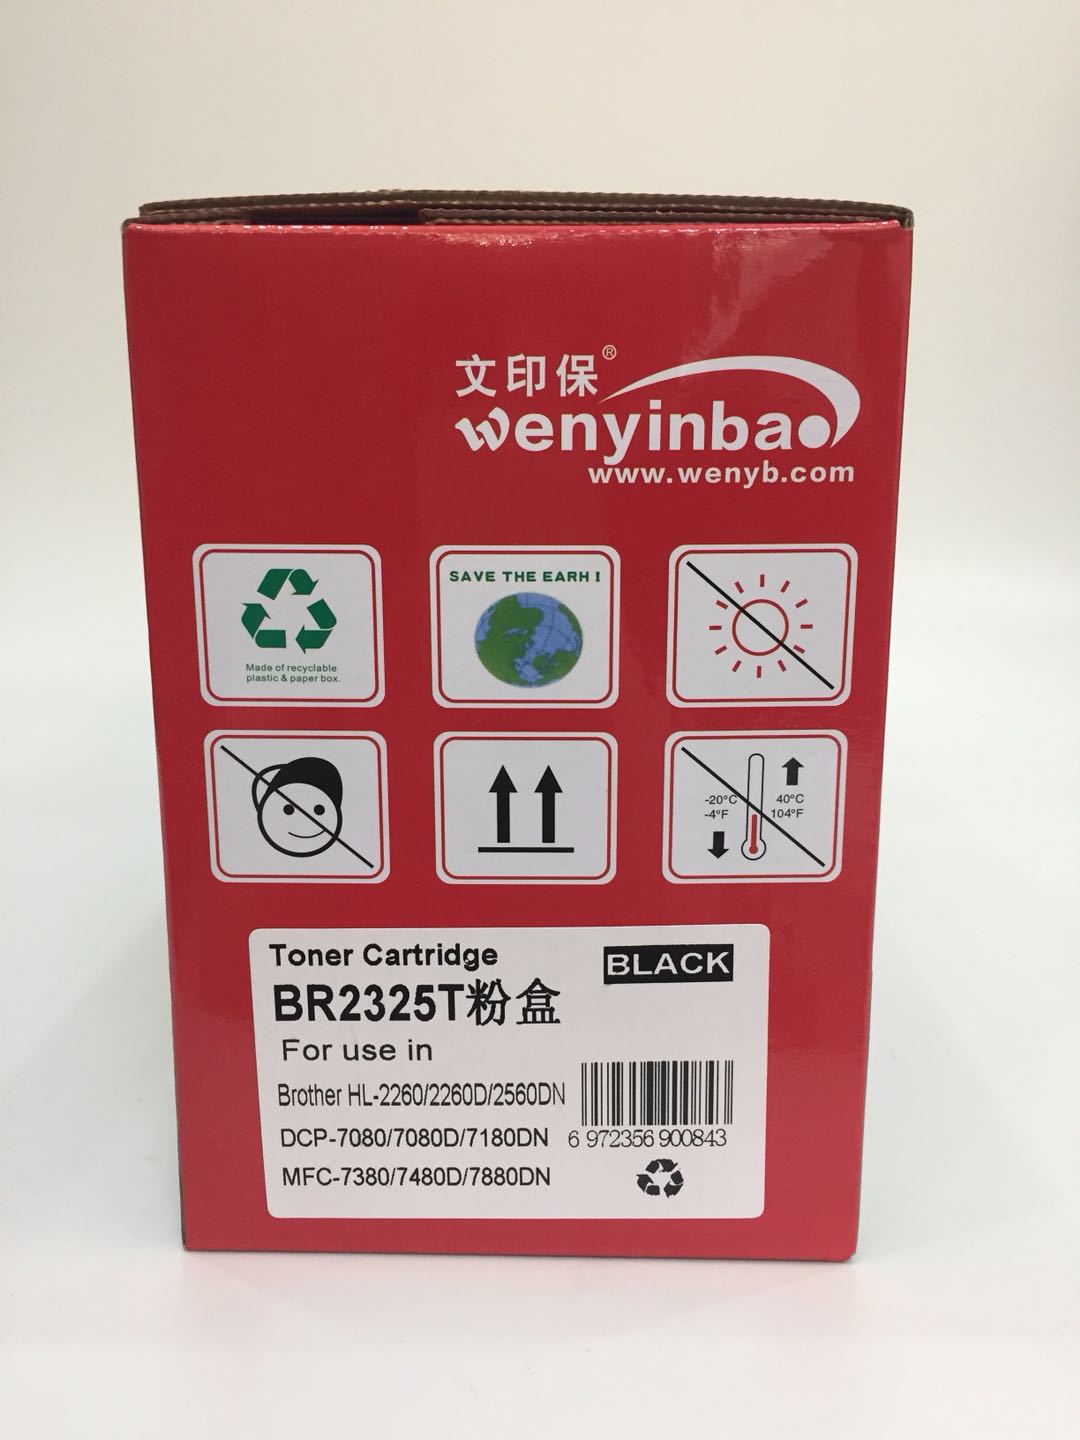 文印保®
wenyinbao
www.wenyb.com
Made of recyclable
plastic & paper box.
SAVE THE EARH !
-20°C
-4°F
40°C
104°F
Toner Cartridge
BLACK
BR2325T粉盒
For use in
Brother HL-2260/2260D/2560DN
DCP-7080/7080D/7180DN
MFC-7380/7480D/7880DN
6 972356 900843